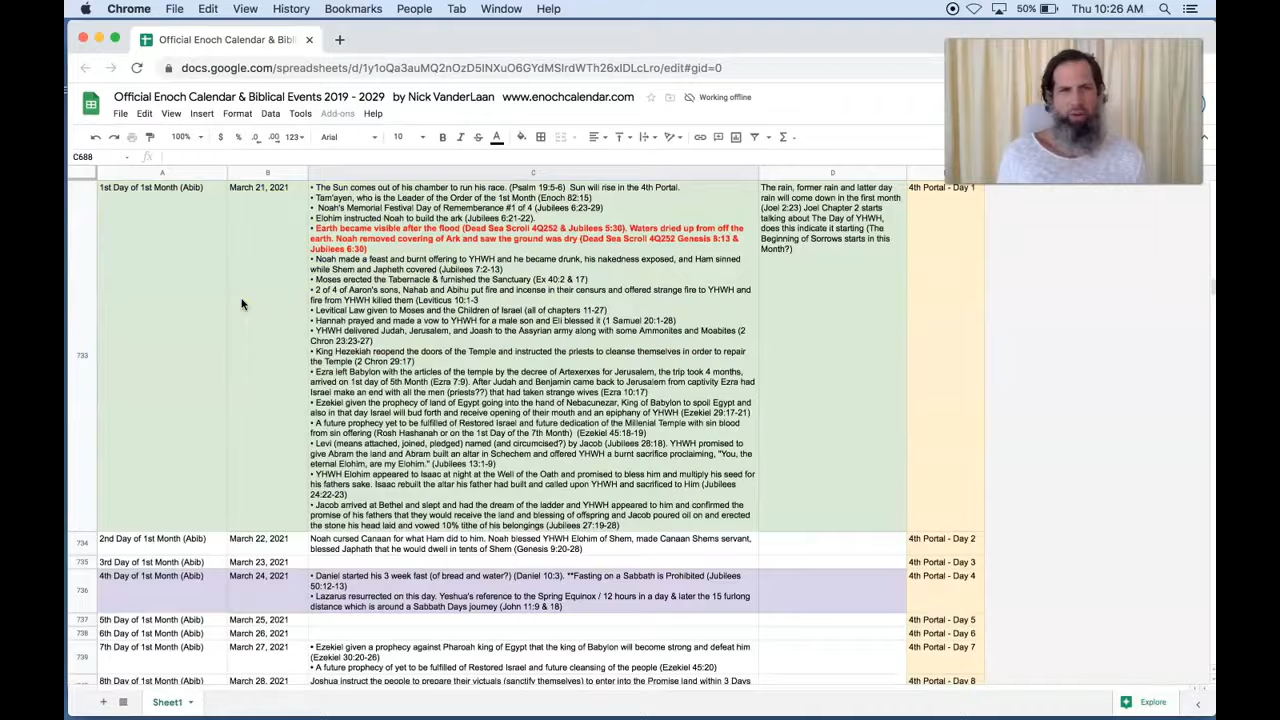 Chrome File Edit View History Bookmarks People Tab Window Help 50% Thu 10:26 AM
Official Enoch Calendar & Bibl
docs.google.com/spreadsheets/d/1y1oQa3auMQ2nOzD5INXuO6GYdMSIrdWTh26xIDLcLro/edit#gid=0
Official Enoch Calendar & Biblical Events 2019 - 2029 by Nick VanderLaan www.enochcalendar.com Working offline
File Edit View Insert Format Data Tools Add-ons Help
100% $ % .0 .00 123 Arial 10 B I S A
C688 fx
A B C
1st Day of 1st Month (Abib) March 21, 2021
• The Sun comes out of his chamber to run his race. (Psalm 19:5-6) Sun will rise in the 4th Portal.
• Tam'ayen, who is the Leader of the Order of the 1st Month (Enoch 82:15)
• Noah's Memorial Festival Day of Rememberance #1 of 4 (Jubilees 6:23-29)
• Elohim instructed Noah to build the ark (Jubilees 6:21-22).
• Earth became visible after the flood (Dead Sea Scroll 4Q252 & Jubilees 5:30). Waters dried up from off the
earth. Noah removed covering of Ark and saw the ground was dry (Dead Sea Scroll 4Q252 Genesis 8:13 &
Jubilees 6:30)
• Noah made a feast and burnt offering to YHWH and he became drunk, his nakedness exposed, and Ham sinned
while Shem and Japheth covered (Jubilees 7:2-13)
• Moses erected the Tabernacle & furnished the Sanctuary (Ex 40:2 & 17)
• 2 of 4 of Aaron's sons, Nahab and Abihu put fire and incense in their censurs and offered strange fire to YHWH and
fire from YHWH killed them (Leviticus 10:1-3
• Levitical Law given to Moses and the Children of Israel (all of chapters 11-27)
• Hannah prayed and made a vow to YHWH for a male son and Eli blessed it (1 Samuel 20:1-28)
• YHWH delivered Judah, Jerusalem, and Joash to the Assyrian army along with some Ammonites and Moabites (2
Chron 23:23-27)
• King Hezekiah reopend the doors of the Temple and instructed the priests to cleanse themselves in order to repair
the Temple (2 Chron 29:17)
• Ezra left Babylon with the articles of the temple by the decree of Artexerxes for Jerusalem, the trip took 4 months,
arrived on 1st day of 5th Month (Ezra 7:9). After Judah and Benjamin came back to Jerusalem from captivity Ezra had
Israel make an end with all the men (priests??) that had taken strange wives (Ezra 10:17)
• Ezekiel given the prophecy of land of Egypt going into the hand of Nebacunezar, King of Babylon to spoil Egypt and
also in that day Israel will bud forth and receive opening of their mouth and an epiphany of YHWH (Ezekiel 29:17-21)
• A future prophecy yet to be fulfilled of Restored Israel and future dedication of the Millenial Temple with sin blood
from sin offering (Rosh Hashanah or on the 1st Day of the 7th Month) (Ezekiel 45:18-19)
• Levi (means attached, joined, pledged) named (and circumcised?) by Jacob (Jubilees 28:18). YHWH promised to
give Abram the land and Abram built an altar in Schechem and offered YHWH a burnt sacrifice proclaiming, "You, the
eternal Elohim, are my Elohim." (Jubilees 13:1-9)
• YHWH Elohim appeared to Isaac at night at the Well of the Oath and promised to bless him and multiply his seed for
his fathers sake. Isaac rebuilt the altar his father had built and called upon YHWH and sacrificed to Him (Jubilees
24:22-23)
• Jacob arrived at Bethel and slept and had the dream of the ladder and YHWH appeared to him and confirmed the
promise of his fathers that they would receive the land and blessing of offspring and Jacob poured oil on and erected
the stone his head laid and vowed 10% tithe of his belongings (Jubilees 27:19-28)
The rain, former rain and latter day
rain will come down in the first month
(Joel 2:23) Joel Chapter 2 starts
talking about The Day of YHWH,
does this indicate it starting (The
Beginning of Sorrows starts in this
Month?)
4th Portal - Day 1
733
734 2nd Day of 1st Month (Abib) March 22, 2021 Noah cursed Canaan for what Ham did to him. Noah blessed YHWH Elohim of Shem, made Canaan Shems servant, 4th Portal - Day 2
blessed Japhath that he would dwell in tents of Shem (Genesis 9:20-28)
735 3rd Day of 1st Month (Abib) March 23, 2021 4th Portal - Day 3
736 4th Day of 1st Month (Abib) March 24, 2021 • Daniel started his 3 week fast (of bread and water?) (Daniel 10:3). **Fasting on a Sabbath is Prohibited (Jubilees 4th Portal - Day 4
50:12-13)
• Lazarus resurrected on this day. Yeshua's reference to the Spring Equinox / 12 hours in a day & later the 15 furlong
distance which is around a Sabbath Days journey (John 11:9 & 18)
737 5th Day of 1st Month (Abib) March 25, 2021 4th Portal - Day 5
738 6th Day of 1st Month (Abib) March 26, 2021 4th Portal - Day 6
739 7th Day of 1st Month (Abib) March 27, 2021 • Ezekiel given a prophecy against Pharoah king of Egypt that the king of Babylon will become strong and defeat him 4th Portal - Day 7
(Ezekiel 30:20-26)
• A future prophecy of yet to be fulfilled of Restored Israel and future cleansing of the people (Ezekiel 45:20)
8th Day of 1st Month (Abib) March 28, 2021 Joshua instruct the people to prepare their victuals (sanctify themselves) to enter into the Promise land within 3 Days 4th Portal - Day 8
Sheet1 Explore